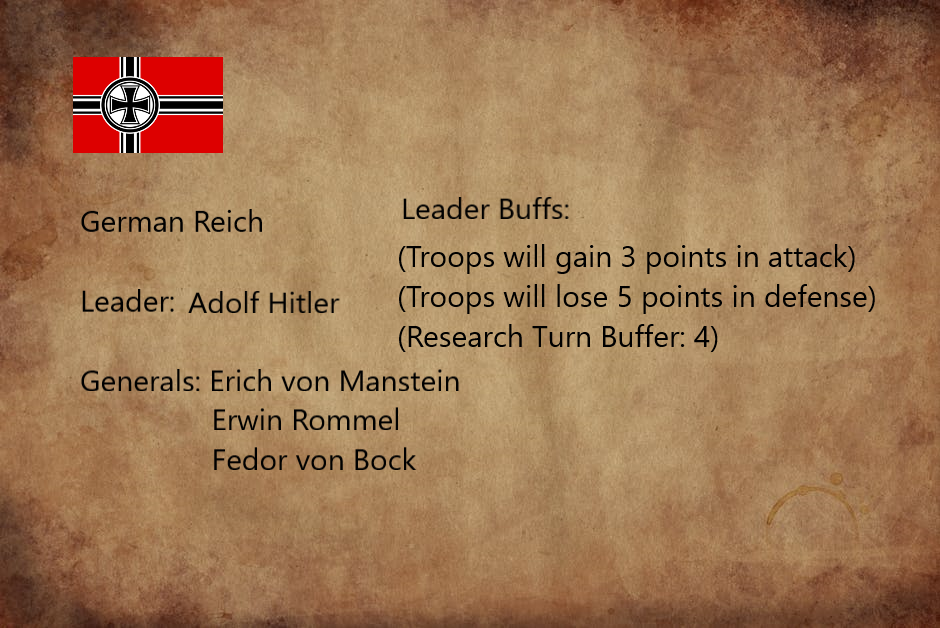 German Reich
Leader: Adolf Hitler
Generals: Erich von Manstein
Erwin Rommel
Fedor von Bock
Leader Buffs:
(Troops will gain 3 points in attack)
(Troops will lose 5 points in defense)
(Research Turn Buffer: 4)